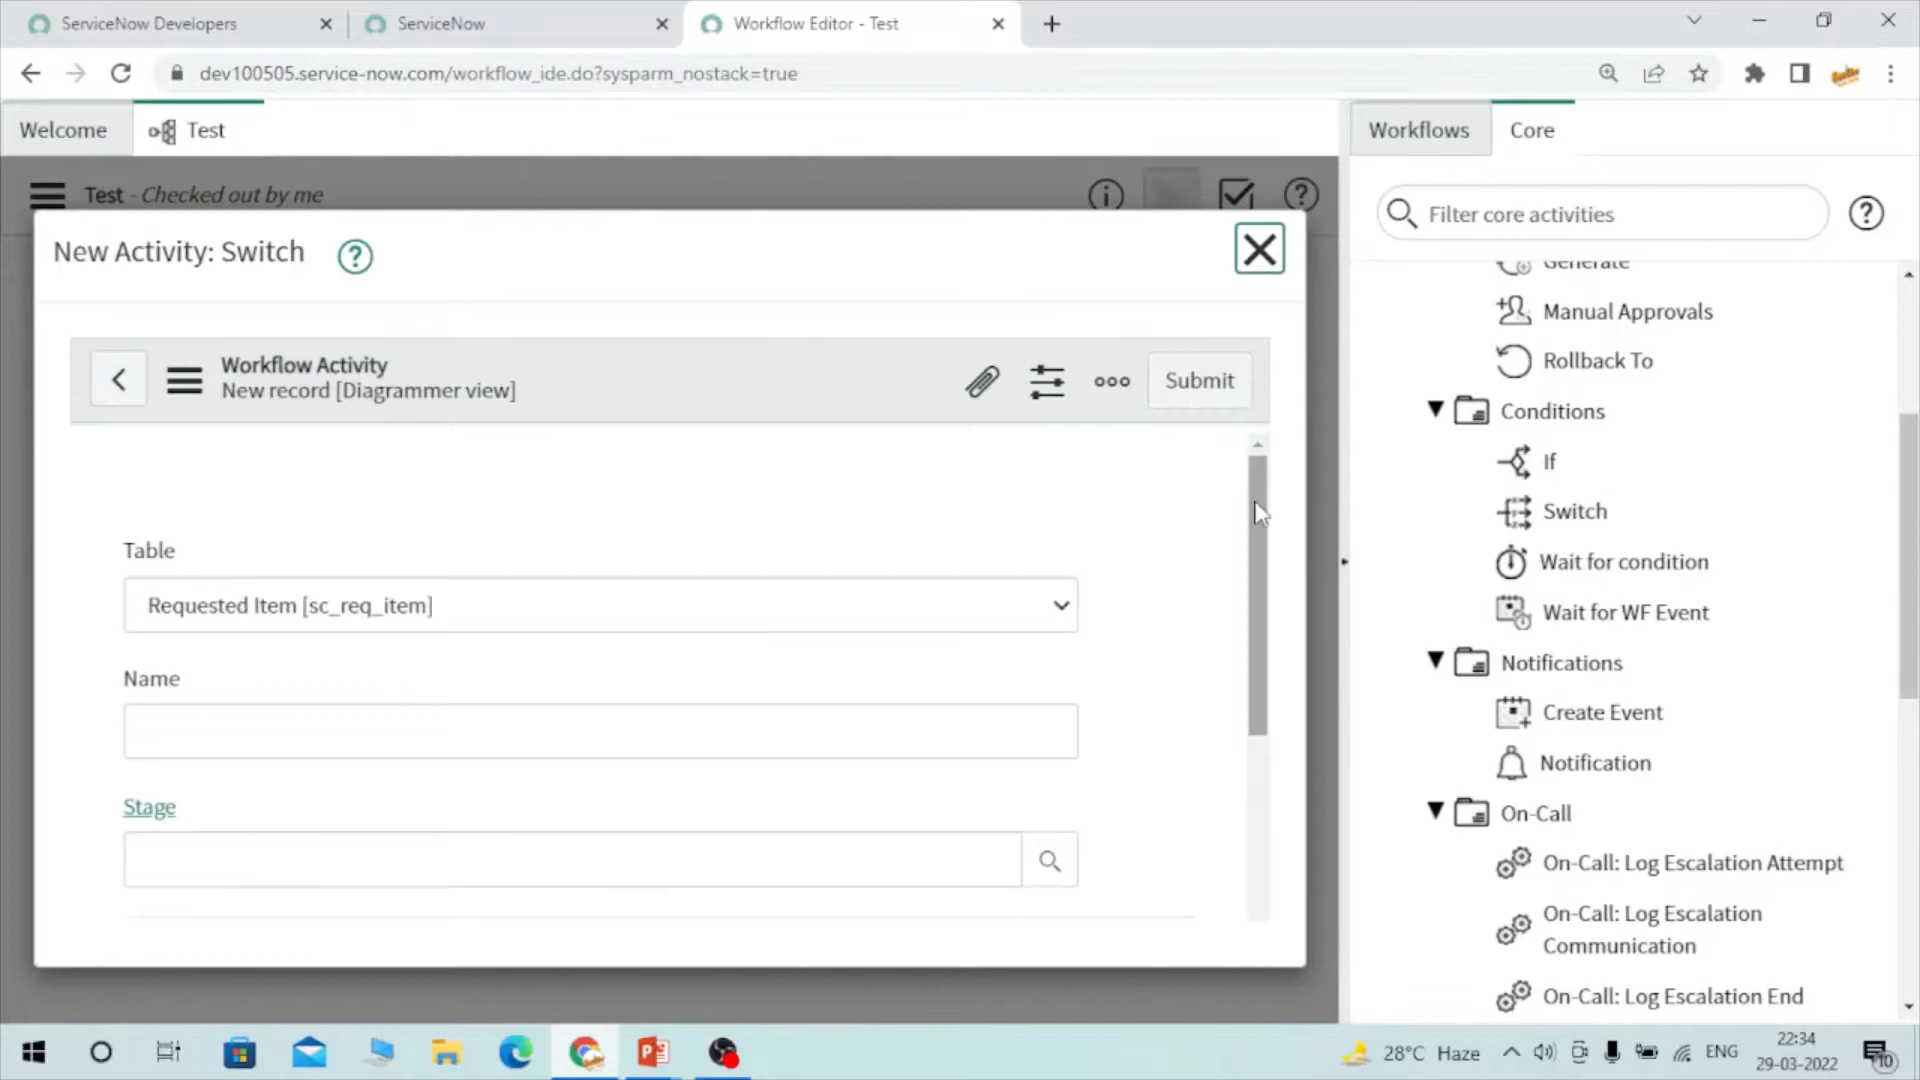 ServiceNow Developers
ServiceNow
Workflow Editor - Test
dev100505.service-now.com/workflow_ide.do?sysparm_nostack=true
Welcome
Test
Workflows
Core
Test - Checked out by me
Filter core activities
New Activity: Switch
Workflow Activity
New record [Diagrammer view]
Submit
Table
Requested Item [sc_req_item]
Name
Stage
Generate
Manual Approvals
Rollback To
Conditions
If
Switch
Wait for condition
Wait for WF Event
Notifications
Create Event
Notification
On-Call
On-Call: Log Escalation Attempt
On-Call: Log Escalation
Communication
On-Call: Log Escalation End
28°C Haze
ENG
22:34
29-03-2022
10